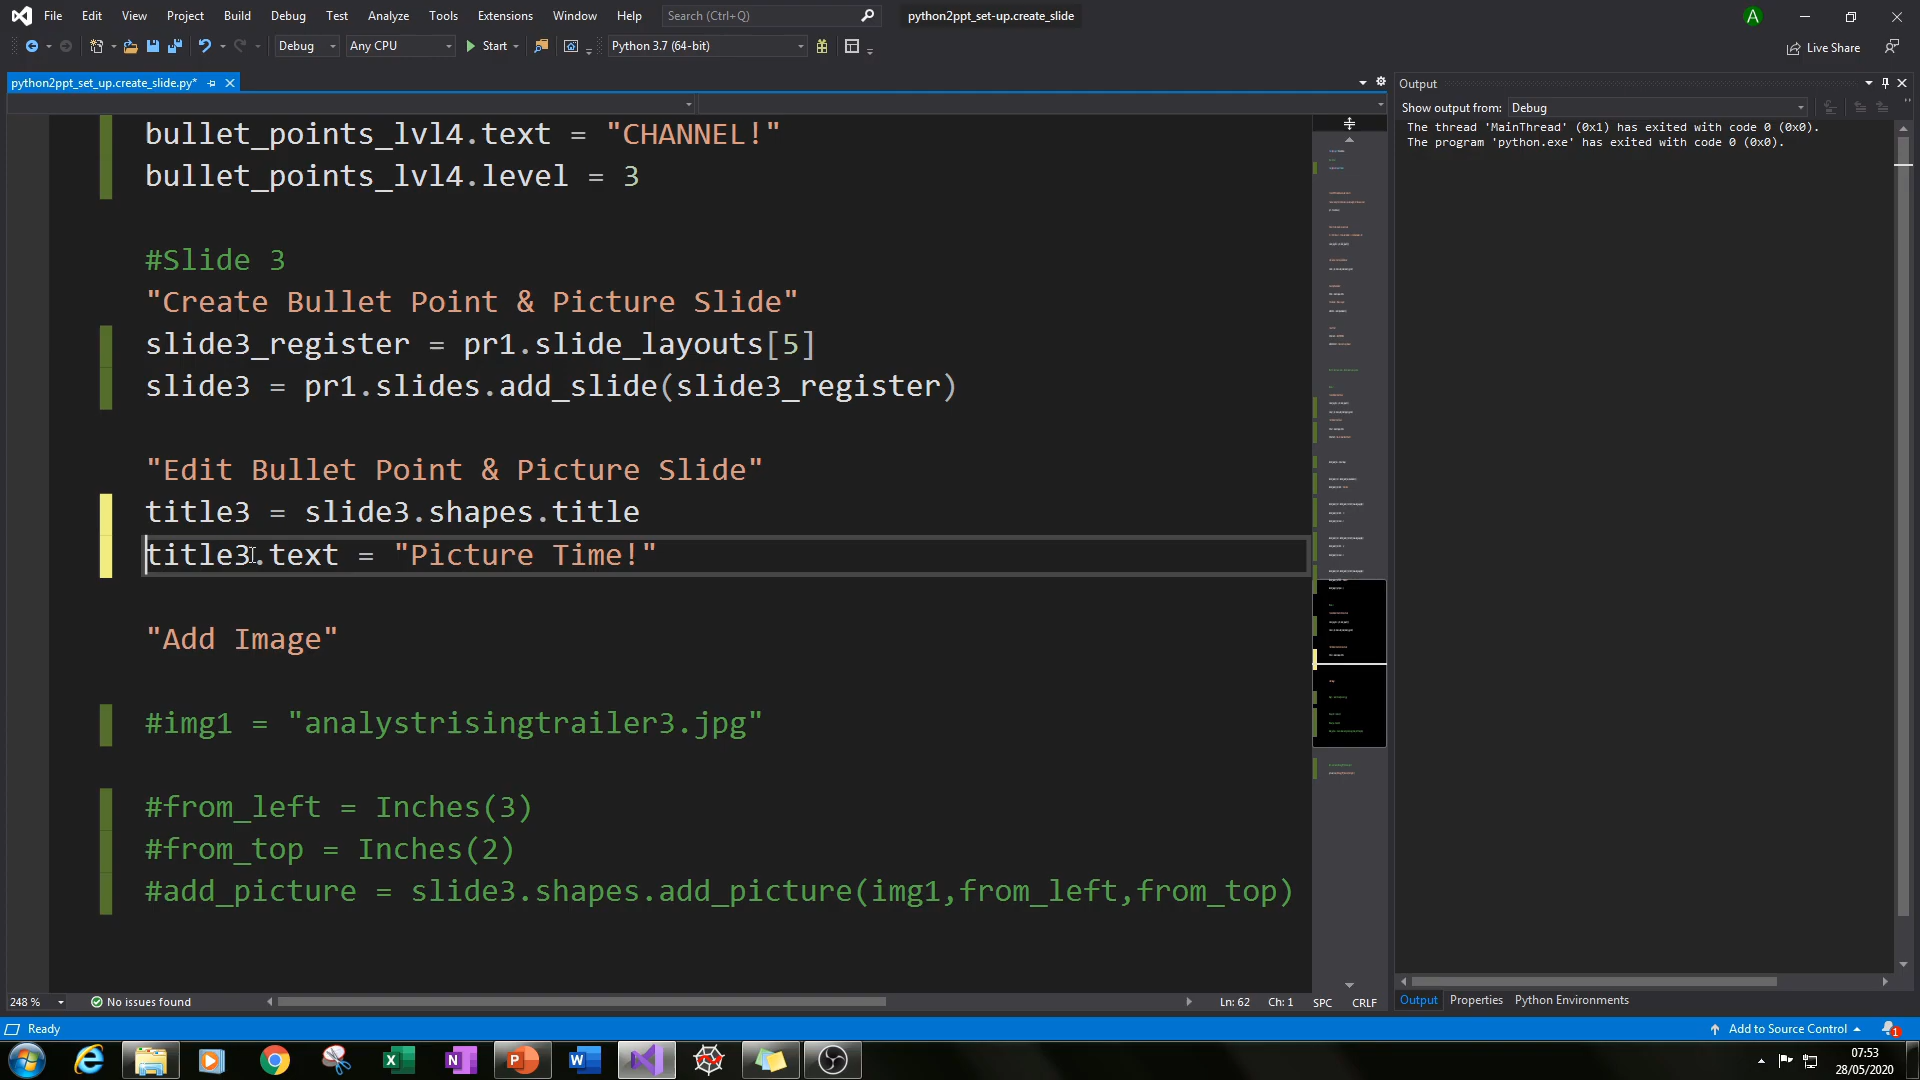 File Edit View Project Build Debug Test Analyze Tools Extensions Window Help Search (Ctrl+Q) python2ppt_set-up.create_slide A
Debug Any CPU Start Python 3.7 (64-bit) Live Share
python2ppt_set_up.create_slide.py*
bullet_points_lvl4.text = "CHANNEL!"
bullet_points_lvl4.level = 3
#Slide 3
"Create Bullet Point & Picture Slide"
slide3_register = pr1.slide_layouts[5]
slide3 = pr1.slides.add_slide(slide3_register)
"Edit Bullet Point & Picture Slide"
title3 = slide3.shapes.title
title3.text = "Picture Time!"
"Add Image"
#img1 = "analystrisingtrailer3.jpg"
#from_left = Inches(3)
#from_top = Inches(2)
#add_picture = slide3.shapes.add_picture(img1,from_left,from_top)
248 % No issues found Ln: 62 Ch: 1 SPC CRLF
Output
Show output from: Debug
The thread 'MainThread' (0x1) has exited with code 0 (0x0).
The program 'python.exe' has exited with code 0 (0x0).
Output Properties Python Environments
Ready Add to Source Control 1
07:53
28/05/2020